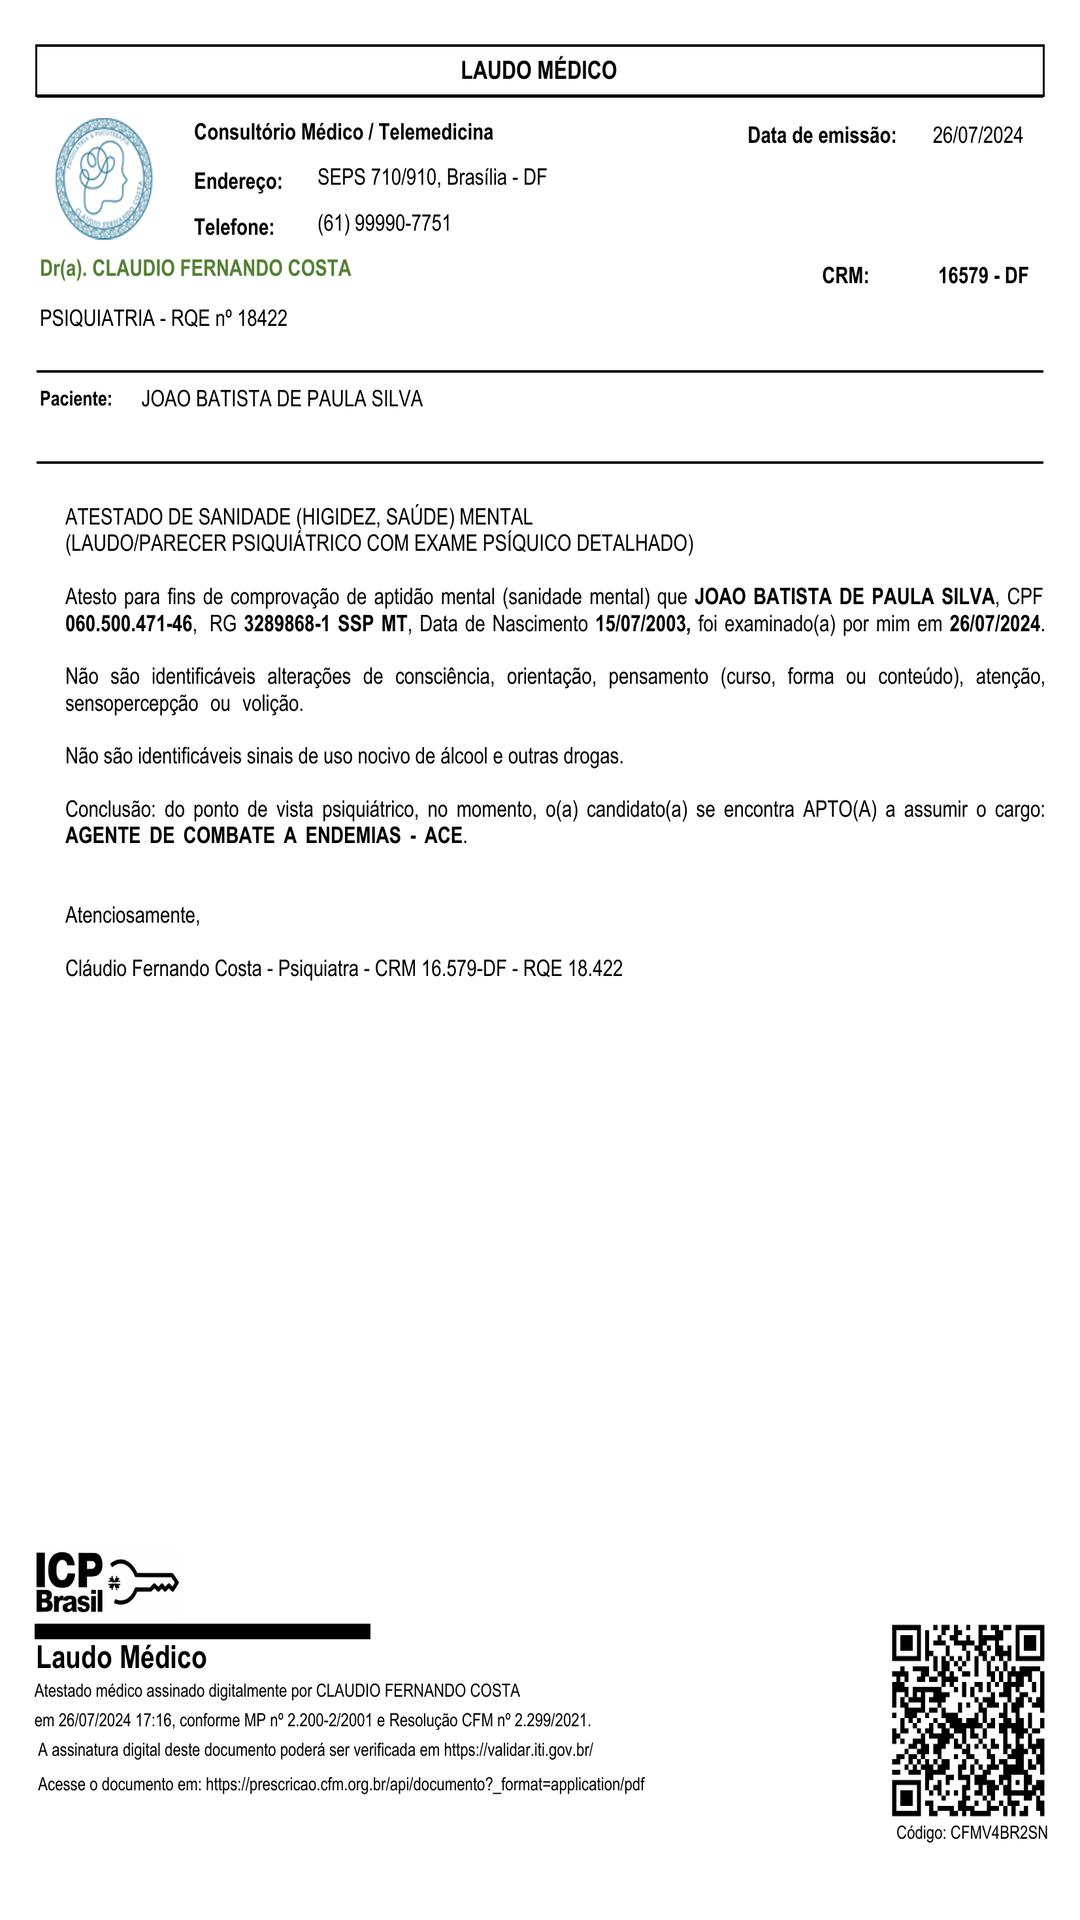 LAUDO MÉDICO
PSIQUIATRIA & PSICOTERAPIA
CLAUDIO FERNANDO COSTA
Consultório Médico / Telemedicina
Data de emissão: 26/07/2024
Endereço: SEPS 710/910, Brasília - DF
Telefone: (61) 99990-7751
Dr(a). CLAUDIO FERNANDO COSTA
CRM: 16579 - DF
PSIQUIATRIA - RQE nº 18422
Paciente: JOAO BATISTA DE PAULA SILVA
ATESTADO DE SANIDADE (HIGIDEZ, SAÚDE) MENTAL
(LAUDO/PARECER PSIQUIÁTRICO COM EXAME PSÍQUICO DETALHADO)
Atesto para fins de comprovação de aptidão mental (sanidade mental) que JOAO BATISTA DE PAULA SILVA, CPF
060.500.471-46, RG 3289868-1 SSP MT, Data de Nascimento 15/07/2003, foi examinado(a) por mim em 26/07/2024.
Não são identificáveis alterações de consciência, orientação, pensamento (curso, forma ou conteúdo), atenção,
sensopercepção ou volição.
Não são identificáveis sinais de uso nocivo de álcool e outras drogas.
Conclusão: do ponto de vista psiquiátrico, no momento, o(a) candidato(a) se encontra APTO(A) a assumir o cargo:
AGENTE DE COMBATE A ENDEMIAS - ACE.
Atenciosamente,
Cláudio Fernando Costa - Psiquiatra - CRM 16.579-DF - RQE 18.422
ICP
Brasil
Laudo Médico
Atestado médico assinado digitalmente por CLAUDIO FERNANDO COSTA
em 26/07/2024 17:16, conforme MP nº 2.200-2/2001 e Resolução CFM nº 2.299/2021.
A assinatura digital deste documento poderá ser verificada em https://validar.iti.gov.br/
Acesse o documento em: https://prescricao.cfm.org.br/api/documento?_format=application/pdf
Código: CFMV4BR2SN